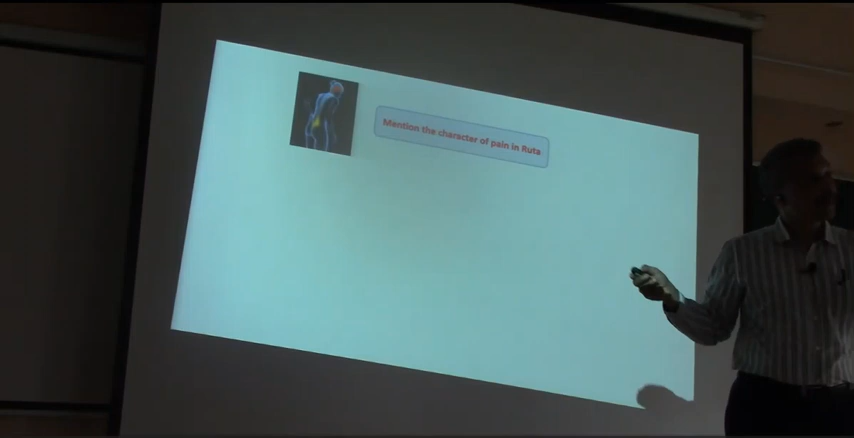 Mention the character of pain in Ruta